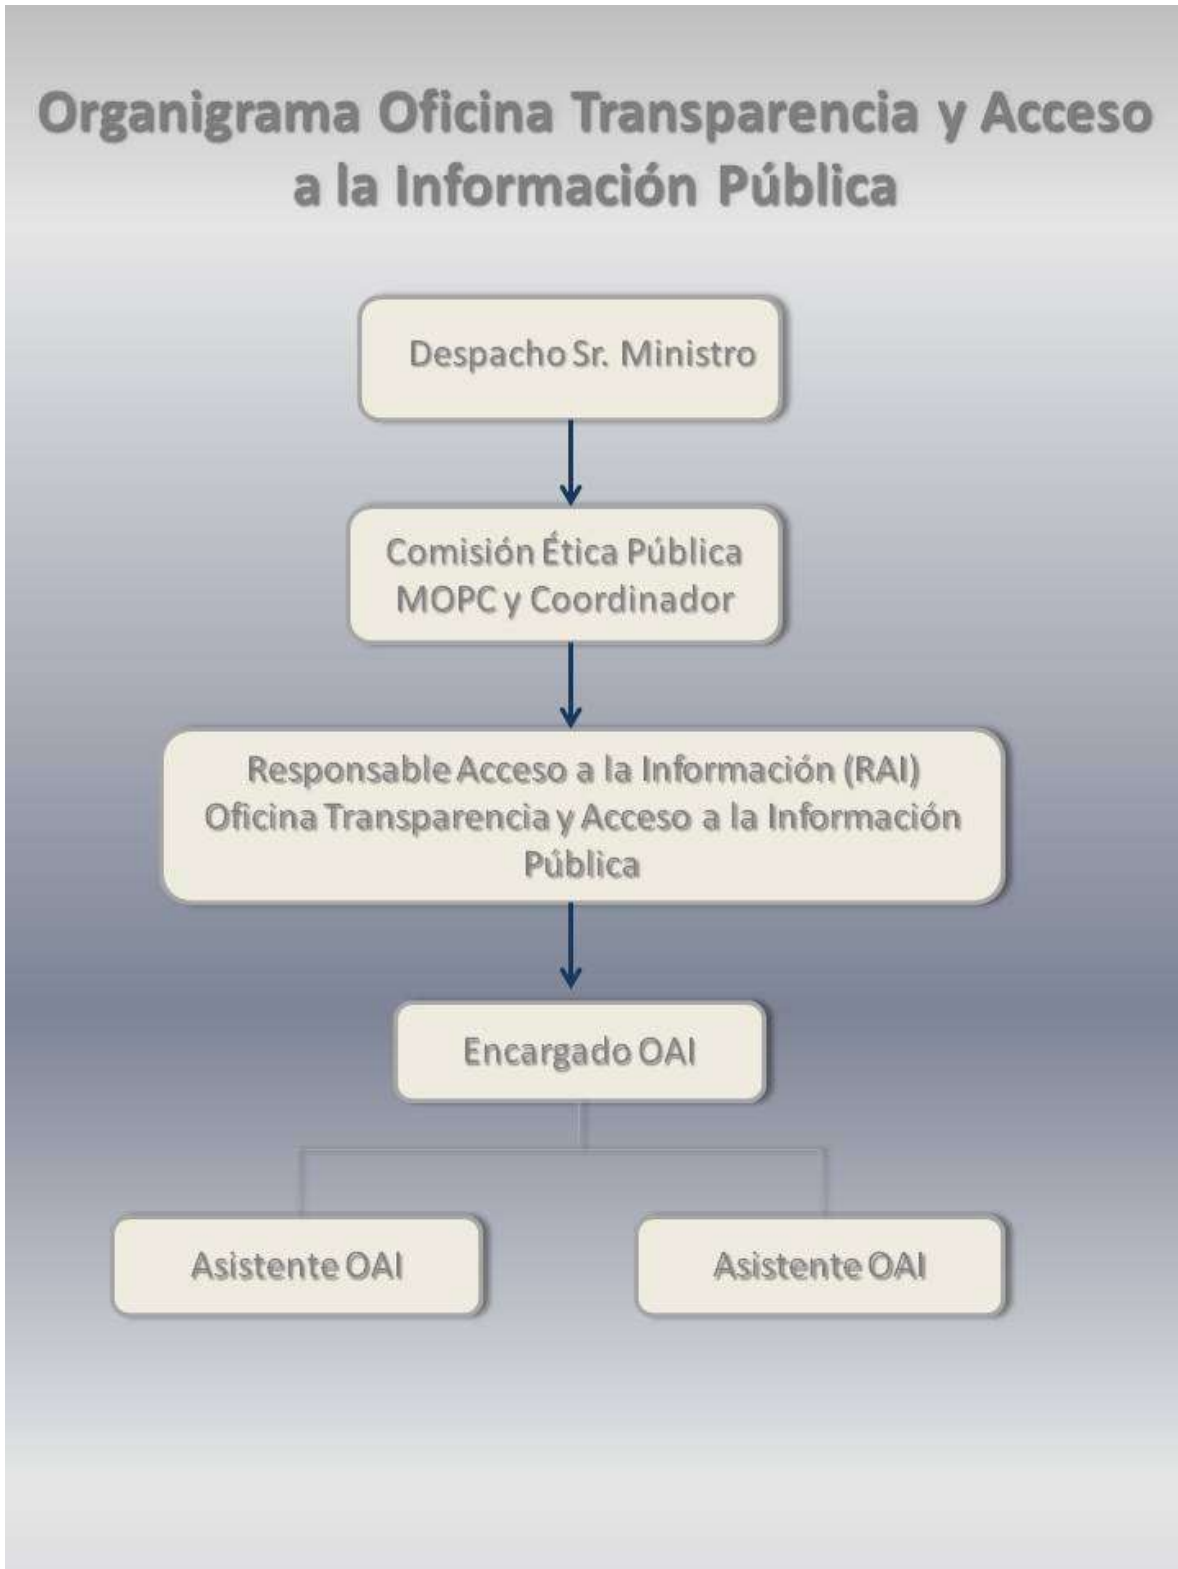 Organigrama Oficina Transparencia y Acceso
a la Información Pública
Despacho Sr. Ministro
Comisión Ética Pública
MOPC y Coordinador
Responsable Acceso a la Información (RAI)
Oficina Transparencia y Acceso a la Información
Pública
Encargado OAI
Asistente OAI
Asistente OAI